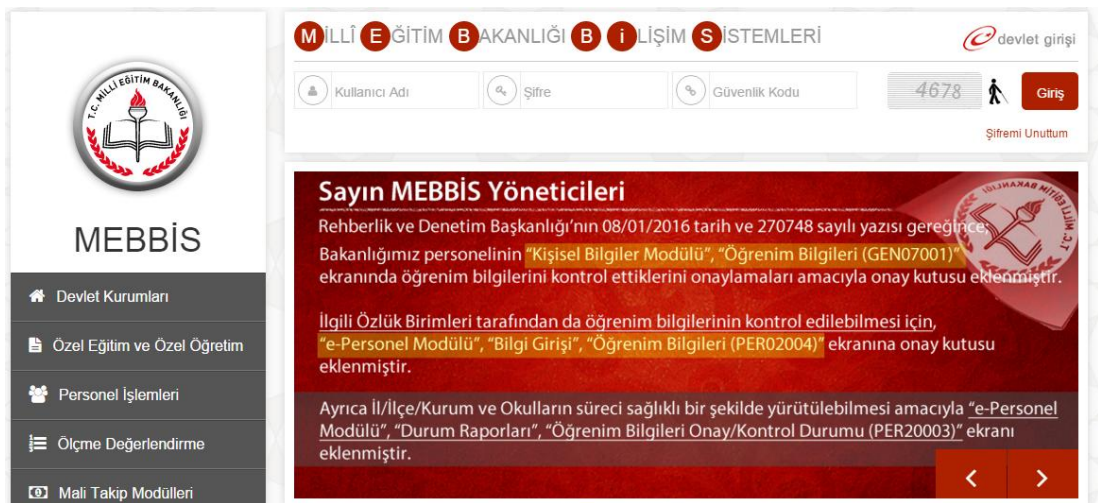 MİLLÎ EĞİTİM BAKANLIĞI BİLİŞİM SİSTEMLERİ
devlet girişi
Kullanıcı Adı
Şifre
Güvenlik Kodu
4678
Giriş
Şifremi Unuttum
T.C. MİLLİ EĞİTİM BAKANLIĞI
MEBBİS
Devlet Kurumları
Özel Eğitim ve Özel Öğretim
Personel İşlemleri
Ölçme Değerlendirme
Mali Takip Modülleri
Sayın MEBBİS Yöneticileri
Rehberlik ve Denetim Başkanlığı'nın 08/01/2016 tarih ve 270748 sayılı yazısı gereğince;
Bakanlığımız personelinin “Kişisel Bilgiler Modülü”, “Öğrenim Bilgileri (GEN07001)”
ekranında öğrenim bilgilerini kontrol ettiklerini onaylamaları amacıyla onay kutusu eklenmiştir.
İlgili Özlük Birimleri tarafından da öğrenim bilgilerinin kontrol edilebilmesi için,
“e-Personel Modülü”, “Bilgi Girişi”, “Öğrenim Bilgileri (PER02004)” ekranına onay kutusu
eklenmiştir.
Ayrıca İl/İlçe/Kurum ve Okulların süreci sağlıklı bir şekilde yürütülebilmesi amacıyla “e-Personel
Modülü”, “Durum Raporları”, “Öğrenim Bilgileri Onay/Kontrol Durumu (PER20003)” ekranı
eklenmiştir.